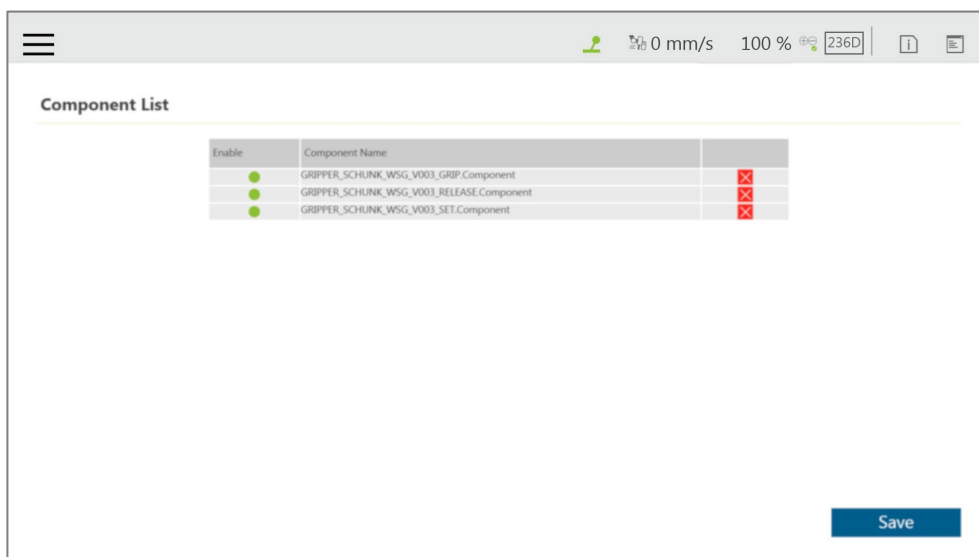 0 mm/s 100 % 236D
Component List
Enable Component Name
GRIPPER_SCHUNK_WSG_V003_GRIP.Component
GRIPPER_SCHUNK_WSG_V003_RELEASE.Component
GRIPPER_SCHUNK_WSG_V003_SET.Component
Save